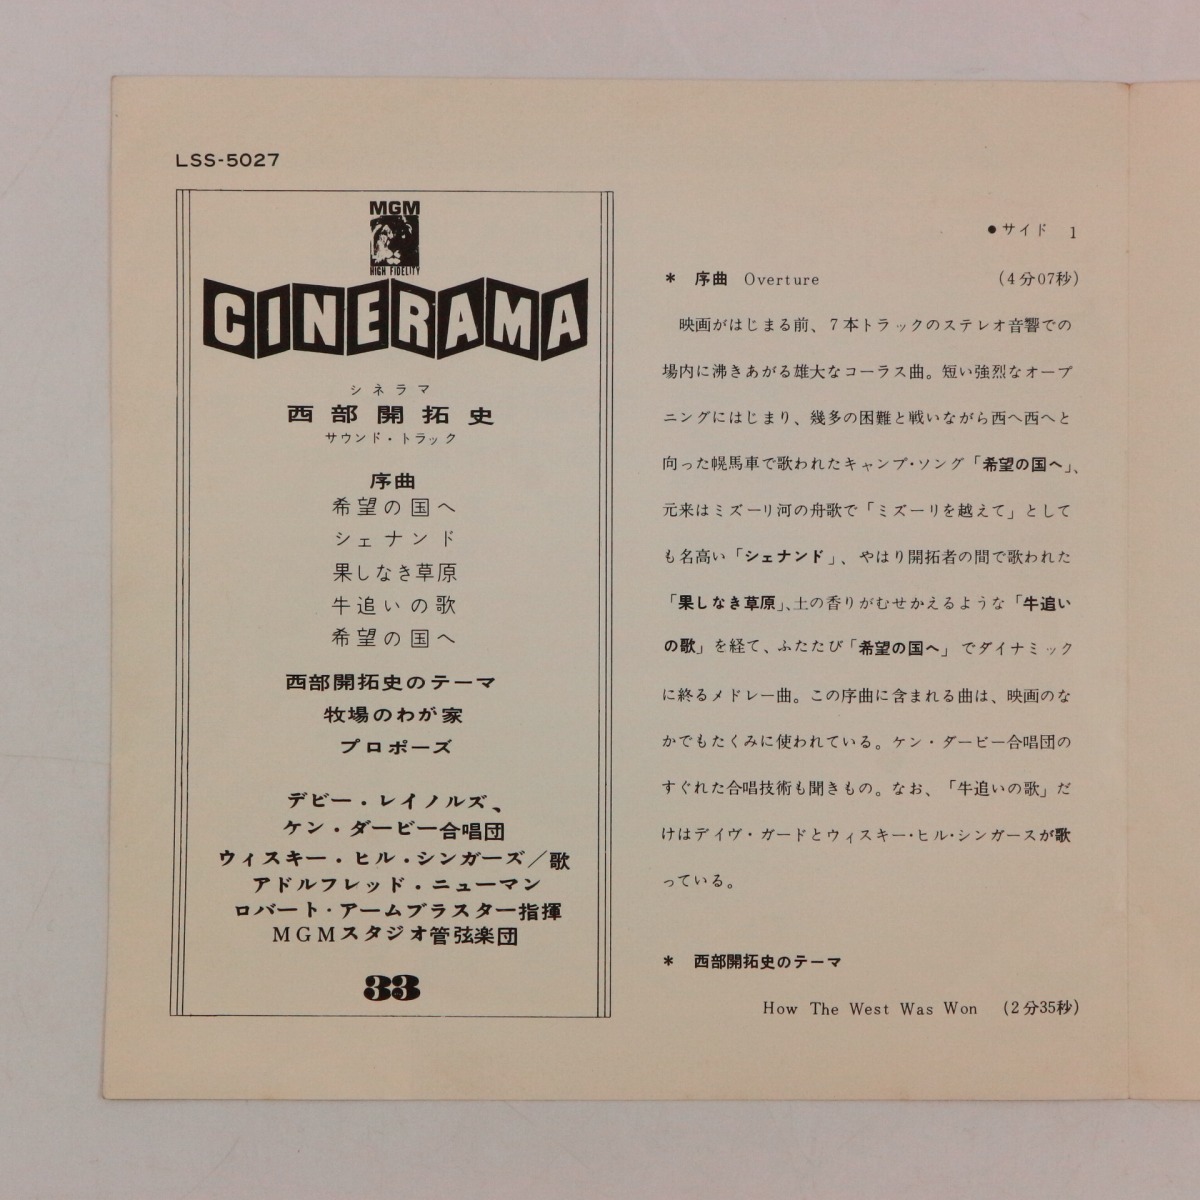 LSS-5027
MGM
HIGH FIDELITY
CINERAMA
シネラマ
西部開拓史
サウンド・トラック
序曲
希望の国へ
シェナンド
果しなき草原
牛追いの歌
希望の国へ
西部開拓史のテーマ
牧場のわが家
プロポーズ
デビー・レイノルズ、
ケン・ダービー合唱団
ウィスキー・ヒル・シンガーズ/歌
アドルフレッド・ニューマン
ロバート・アームブラスター指揮
MGMスタジオ管弦楽団
33
●サイド 1
* 序曲 Overture (4分07秒)
映画がはじまる前、7本トラックのステレオ音響での
場内に沸きあがる雄大なコーラス曲。短い強烈なオープ
ニングにはじまり、幾多の困難と戦いながら西へ西へと
向った幌馬車で歌われたキャンプ・ソング「希望の国へ」、
元来はミズーリ河の舟歌で「ミズーリを越えて」として
も名高い「シェナンド」、やはり開拓者の間で歌われた
「果しなき草原」、土の香りがむせかえるような「牛追い
の歌」を経て、ふたたび「希望の国へ」でダイナミック
に終るメドレー曲。この序曲に含まれる曲は、映画のな
かでもたくみに使われている。ケン・ダービー合唱団の
すぐれた合唱技術も聞きもの。なお、「牛追いの歌」だ
けはデイヴ・ガードとウィスキー・ヒル・シンガースが歌
っている。
* 西部開拓史のテーマ
How The West Was Won (2分35秒)